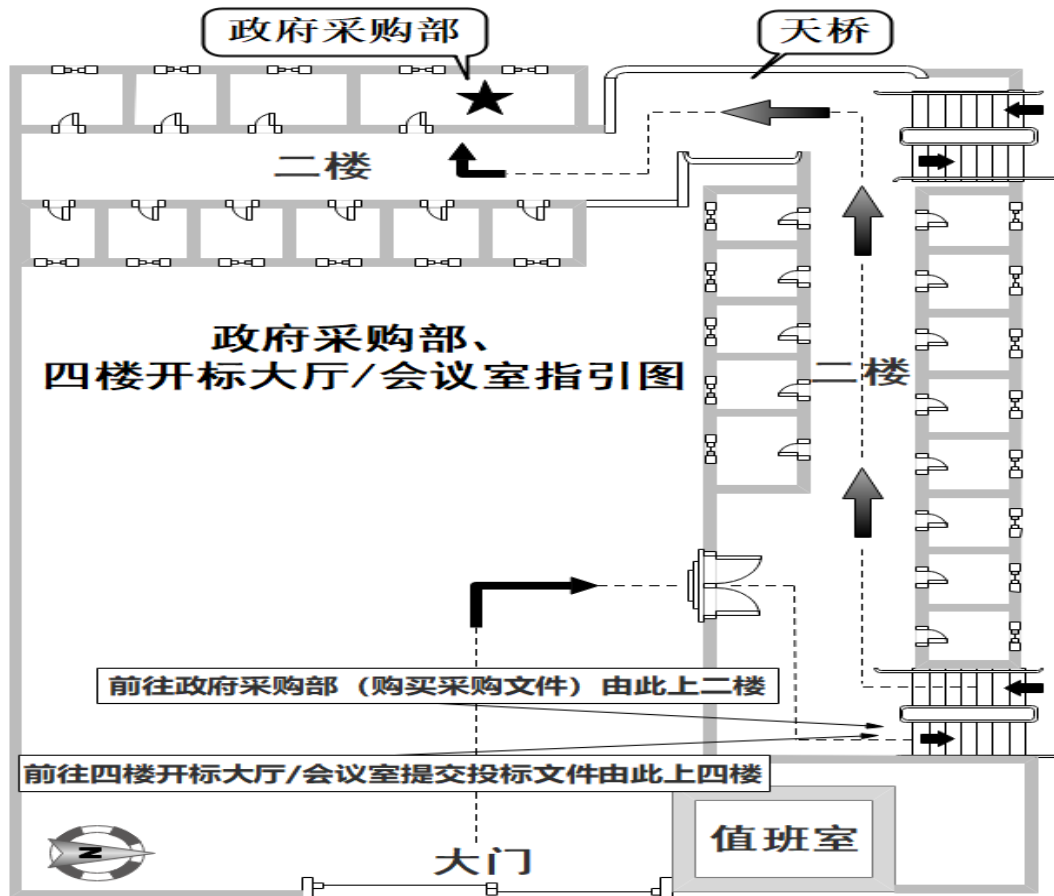 政府采购部
天桥
二楼
政府采购部、
四楼开标大厅/会议室指引图
二楼
前往政府采购部（购买采购文件）由此上二楼
前往四楼开标大厅/会议室提交投标文件由此上四楼
值班室
大门
N